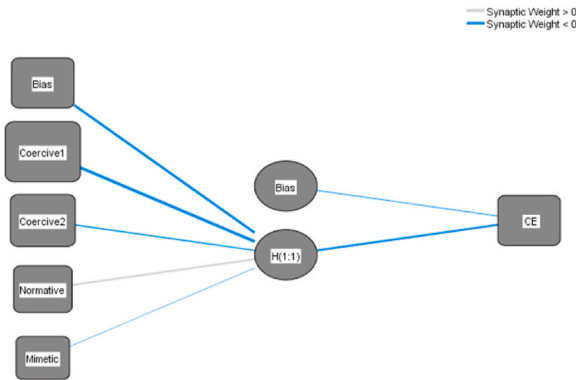 Synaptic Weight > 0
Synaptic Weight < 0
Bias
Coercive1
Bias
Coercive2
CE
H(1:1)
Normative
Mimetic